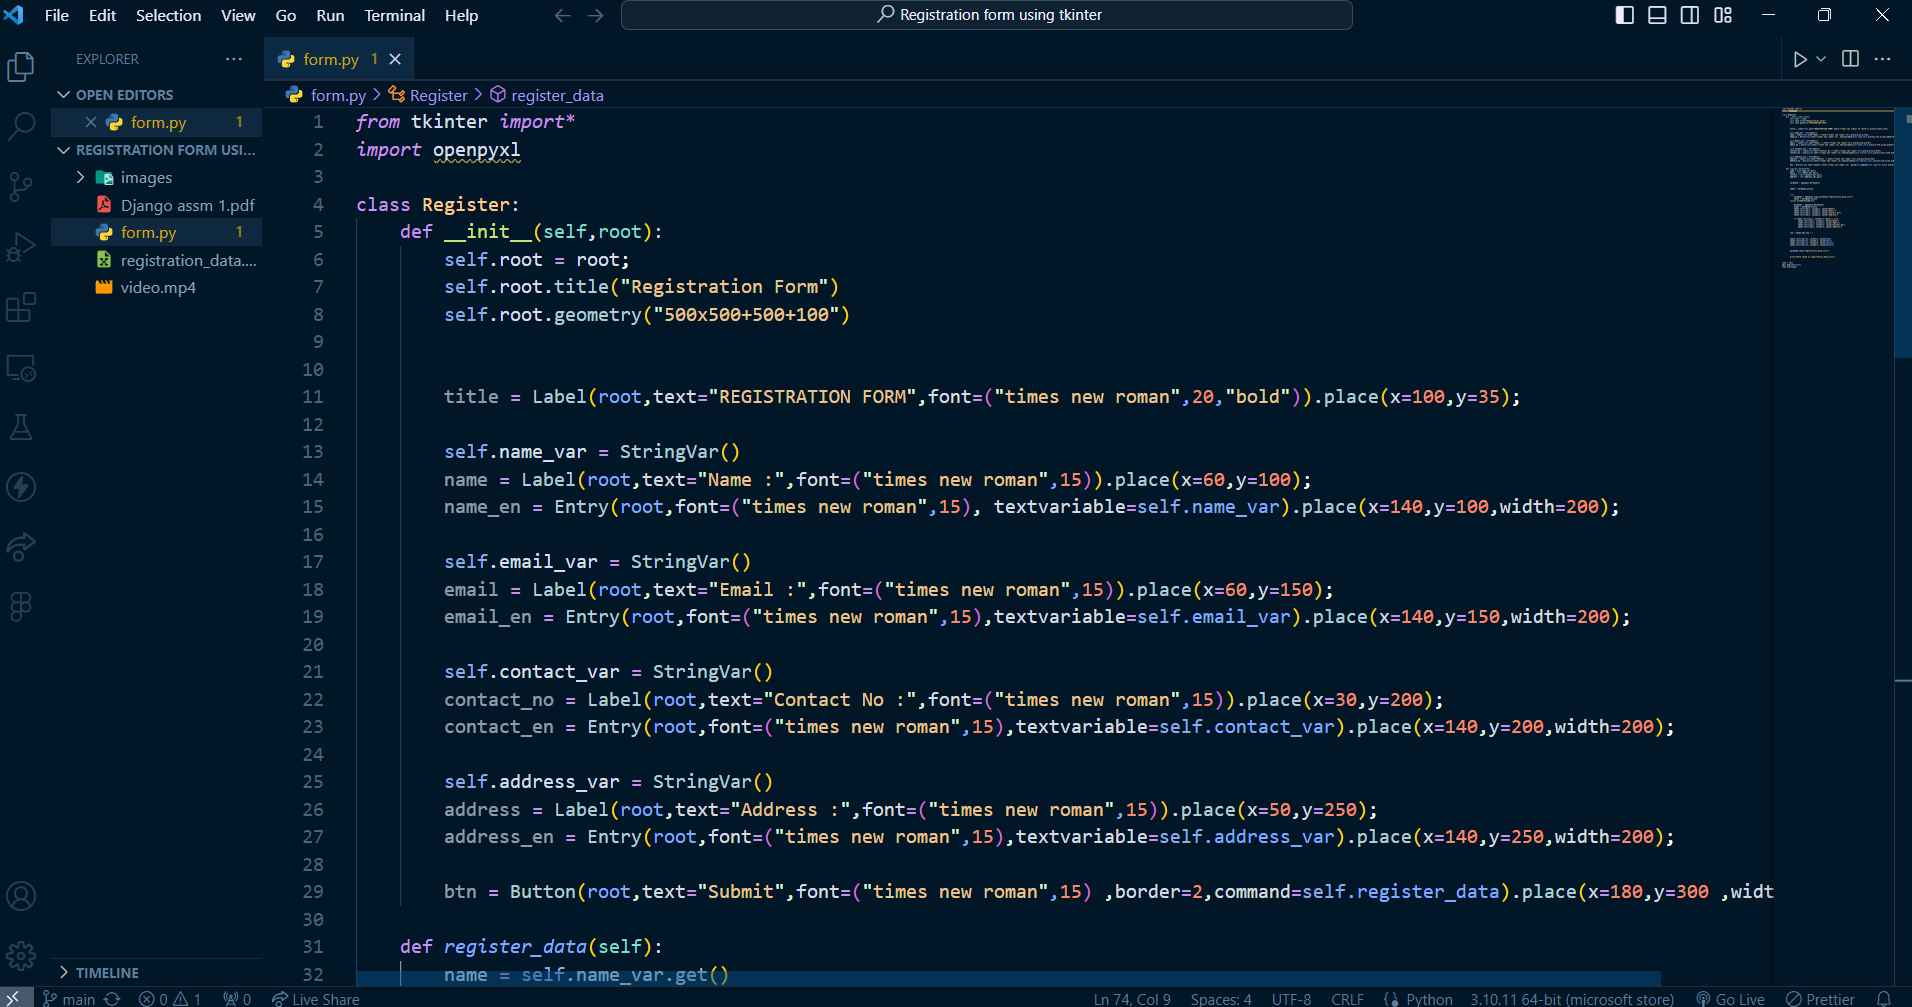 File Edit Selection View Go Run Terminal Help
Registration form using tkinter
EXPLORER
OPEN EDITORS
form.py 1
REGISTRATION FORM USI...
images
Django assm 1.pdf
form.py 1
registration_data....
video.mp4
TIMELINE
form.py 1
form.py > Register > register_data
1 from tkinter import*
2 import openpyxl
3
4 class Register:
5 def __init__(self,root):
6 self.root = root;
7 self.root.title("Registration Form")
8 self.root.geometry("500x500+500+100")
9
10
11 title = Label(root,text="REGISTRATION FORM",font=("times new roman",20,"bold")).place(x=100,y=35);
12
13 self.name_var = StringVar()
14 name = Label(root,text="Name :",font=("times new roman",15)).place(x=60,y=100);
15 name_en = Entry(root,font=("times new roman",15), textvariable=self.name_var).place(x=140,y=100,width=200);
16
17 self.email_var = StringVar()
18 email = Label(root,text="Email :",font=("times new roman",15)).place(x=60,y=150);
19 email_en = Entry(root,font=("times new roman",15),textvariable=self.email_var).place(x=140,y=150,width=200);
20
21 self.contact_var = StringVar()
22 contact_no = Label(root,text="Contact No :",font=("times new roman",15)).place(x=30,y=200);
23 contact_en = Entry(root,font=("times new roman",15),textvariable=self.contact_var).place(x=140,y=200,width=200);
24
25 self.address_var = StringVar()
26 address = Label(root,text="Address :",font=("times new roman",15)).place(x=50,y=250);
27 address_en = Entry(root,font=("times new roman",15),textvariable=self.address_var).place(x=140,y=250,width=200);
28
29 btn = Button(root,text="Submit",font=("times new roman",15) ,border=2,command=self.register_data).place(x=180,y=300 ,widt
30
31 def register_data(self):
32 name = self.name_var.get()
main 0 1 0 Live Share Ln 74, Col 9 Spaces: 4 UTF-8 CRLF Python 3.10.11 64-bit (microsoft store) Go Live Prettier